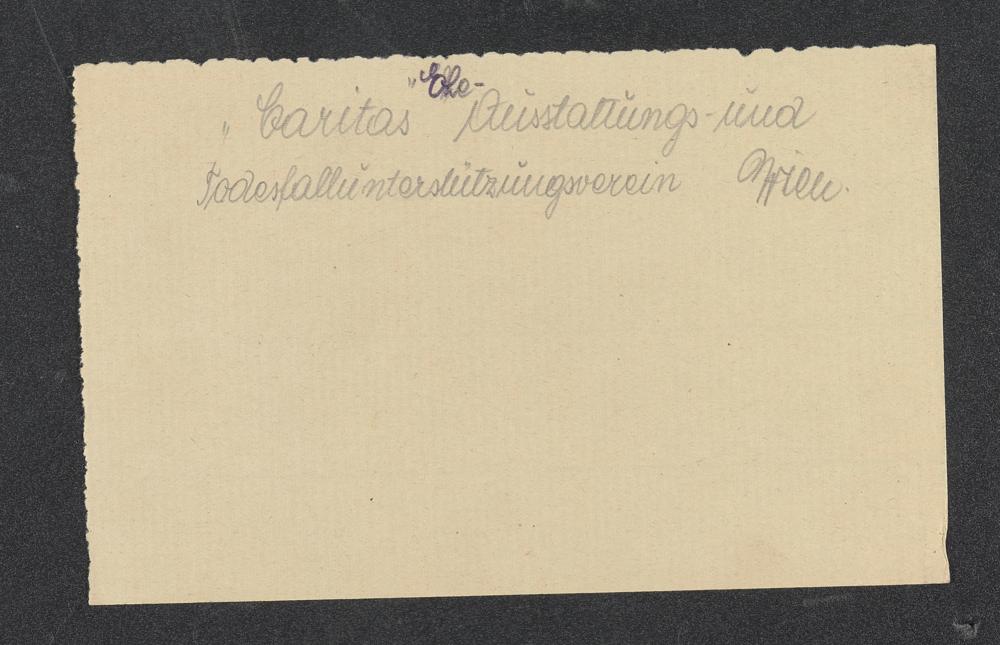 „Caritas" Ehe- Ausstattungs- und
Todesfallunterstützungsverein Wien.